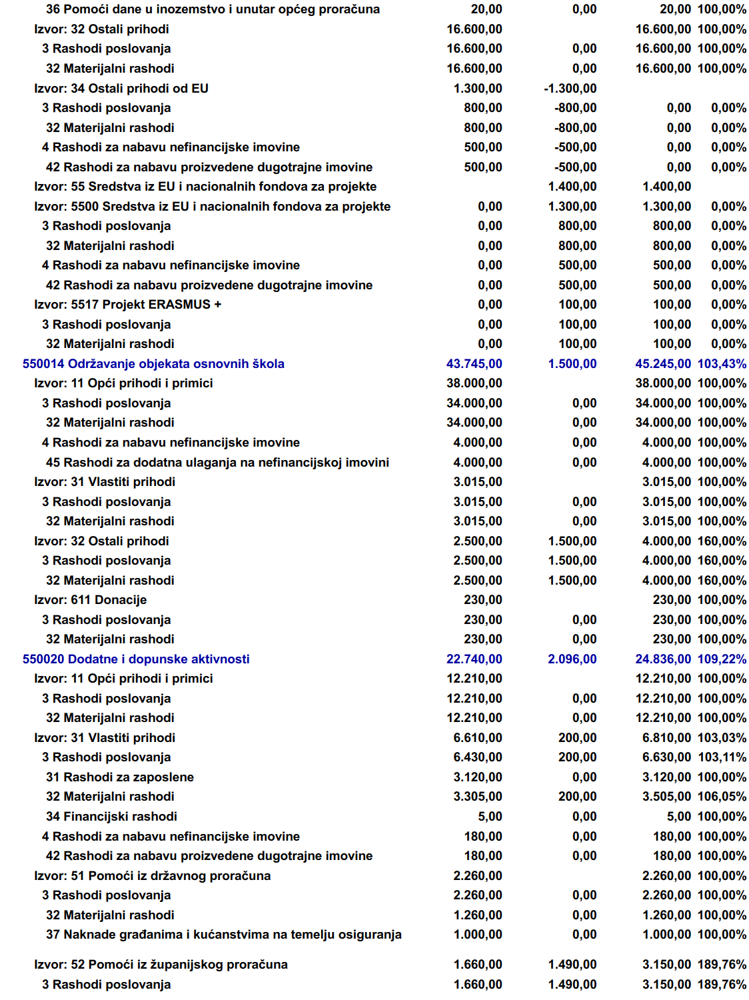 36 Pomoći dane u inozemstvo i unutar općeg proračuna 20,00 0,00 20,00 100,00%
Izvor: 32 Ostali prihodi 16.600,00 16.600,00 100,00%
3 Rashodi poslovanja 16.600,00 0,00 16.600,00 100,00%
32 Materijalni rashodi 16.600,00 0,00 16.600,00 100,00%
Izvor: 34 Ostali prihodi od EU 1.300,00 -1.300,00
3 Rashodi poslovanja 800,00 -800,00 0,00 0,00%
32 Materijalni rashodi 800,00 -800,00 0,00 0,00%
4 Rashodi za nabavu nefinancijske imovine 500,00 -500,00 0,00 0,00%
42 Rashodi za nabavu proizvedene dugotrajne imovine 500,00 -500,00 0,00 0,00%
Izvor: 55 Sredstva iz EU i nacionalnih fondova za projekte 1.400,00 1.400,00
Izvor: 5500 Sredstva iz EU i nacionalnih fondova za projekte 0,00 1.300,00 1.300,00 0,00%
3 Rashodi poslovanja 0,00 800,00 800,00 0,00%
32 Materijalni rashodi 0,00 800,00 800,00 0,00%
4 Rashodi za nabavu nefinancijske imovine 0,00 500,00 500,00 0,00%
42 Rashodi za nabavu proizvedene dugotrajne imovine 0,00 500,00 500,00 0,00%
Izvor: 5517 Projekt ERASMUS + 0,00 100,00 100,00 0,00%
3 Rashodi poslovanja 0,00 100,00 100,00 0,00%
32 Materijalni rashodi 0,00 100,00 100,00 0,00%
550014 Održavanje objekata osnovnih škola 43.745,00 1.500,00 45.245,00 103,43%
Izvor: 11 Opći prihodi i primici 38.000,00 38.000,00 100,00%
3 Rashodi poslovanja 34.000,00 0,00 34.000,00 100,00%
32 Materijalni rashodi 34.000,00 0,00 34.000,00 100,00%
4 Rashodi za nabavu nefinancijske imovine 4.000,00 0,00 4.000,00 100,00%
45 Rashodi za dodatna ulaganja na nefinancijskoj imovini 4.000,00 0,00 4.000,00 100,00%
Izvor: 31 Vlastiti prihodi 3.015,00 3.015,00 100,00%
3 Rashodi poslovanja 3.015,00 0,00 3.015,00 100,00%
32 Materijalni rashodi 3.015,00 0,00 3.015,00 100,00%
Izvor: 32 Ostali prihodi 2.500,00 1.500,00 4.000,00 160,00%
3 Rashodi poslovanja 2.500,00 1.500,00 4.000,00 160,00%
32 Materijalni rashodi 2.500,00 1.500,00 4.000,00 160,00%
Izvor: 611 Donacije 230,00 230,00 100,00%
3 Rashodi poslovanja 230,00 0,00 230,00 100,00%
32 Materijalni rashodi 230,00 0,00 230,00 100,00%
550020 Dodatne i dopunske aktivnosti 22.740,00 2.096,00 24.836,00 109,22%
Izvor: 11 Opći prihodi i primici 12.210,00 12.210,00 100,00%
3 Rashodi poslovanja 12.210,00 0,00 12.210,00 100,00%
32 Materijalni rashodi 12.210,00 0,00 12.210,00 100,00%
Izvor: 31 Vlastiti prihodi 6.610,00 200,00 6.810,00 103,03%
3 Rashodi poslovanja 6.430,00 200,00 6.630,00 103,11%
31 Rashodi za zaposlene 3.120,00 0,00 3.120,00 100,00%
32 Materijalni rashodi 3.305,00 200,00 3.505,00 106,05%
34 Financijski rashodi 5,00 0,00 5,00 100,00%
4 Rashodi za nabavu nefinancijske imovine 180,00 0,00 180,00 100,00%
42 Rashodi za nabavu proizvedene dugotrajne imovine 180,00 0,00 180,00 100,00%
Izvor: 51 Pomoći iz državnog proračuna 2.260,00 2.260,00 100,00%
3 Rashodi poslovanja 2.260,00 0,00 2.260,00 100,00%
32 Materijalni rashodi 1.260,00 0,00 1.260,00 100,00%
37 Naknade građanima i kućanstvima na temelju osiguranja 1.000,00 0,00 1.000,00 100,00%
Izvor: 52 Pomoći iz županijskog proračuna 1.660,00 1.490,00 3.150,00 189,76%
3 Rashodi poslovanja 1.660,00 1.490,00 3.150,00 189,76%